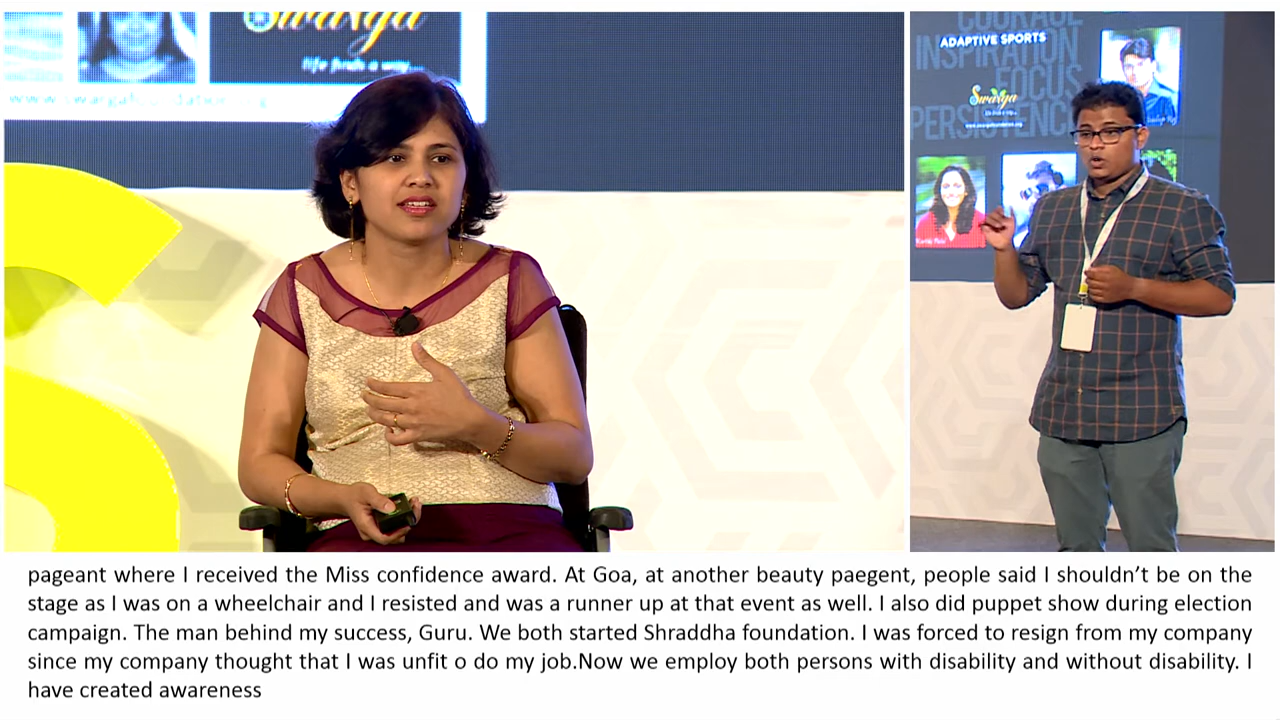 Swarga
life finds a way...
COURAGE
ADAPTIVE SPORTS
INSPIRATION
FOCUS
Swarga
www.swargafoundation.org
PERSISTENCE
pageant where I received the Miss confidence award. At Goa, at another beauty paegent, people said I shouldn’t be on the
stage as I was on a wheelchair and I resisted and was a runner up at that event as well. I also did puppet show during election
campaign. The man behind my success, Guru. We both started Shraddha foundation. I was forced to resign from my company
since my company thought that I was unfit o do my job.Now we employ both persons with disability and without disability. I
have created awareness